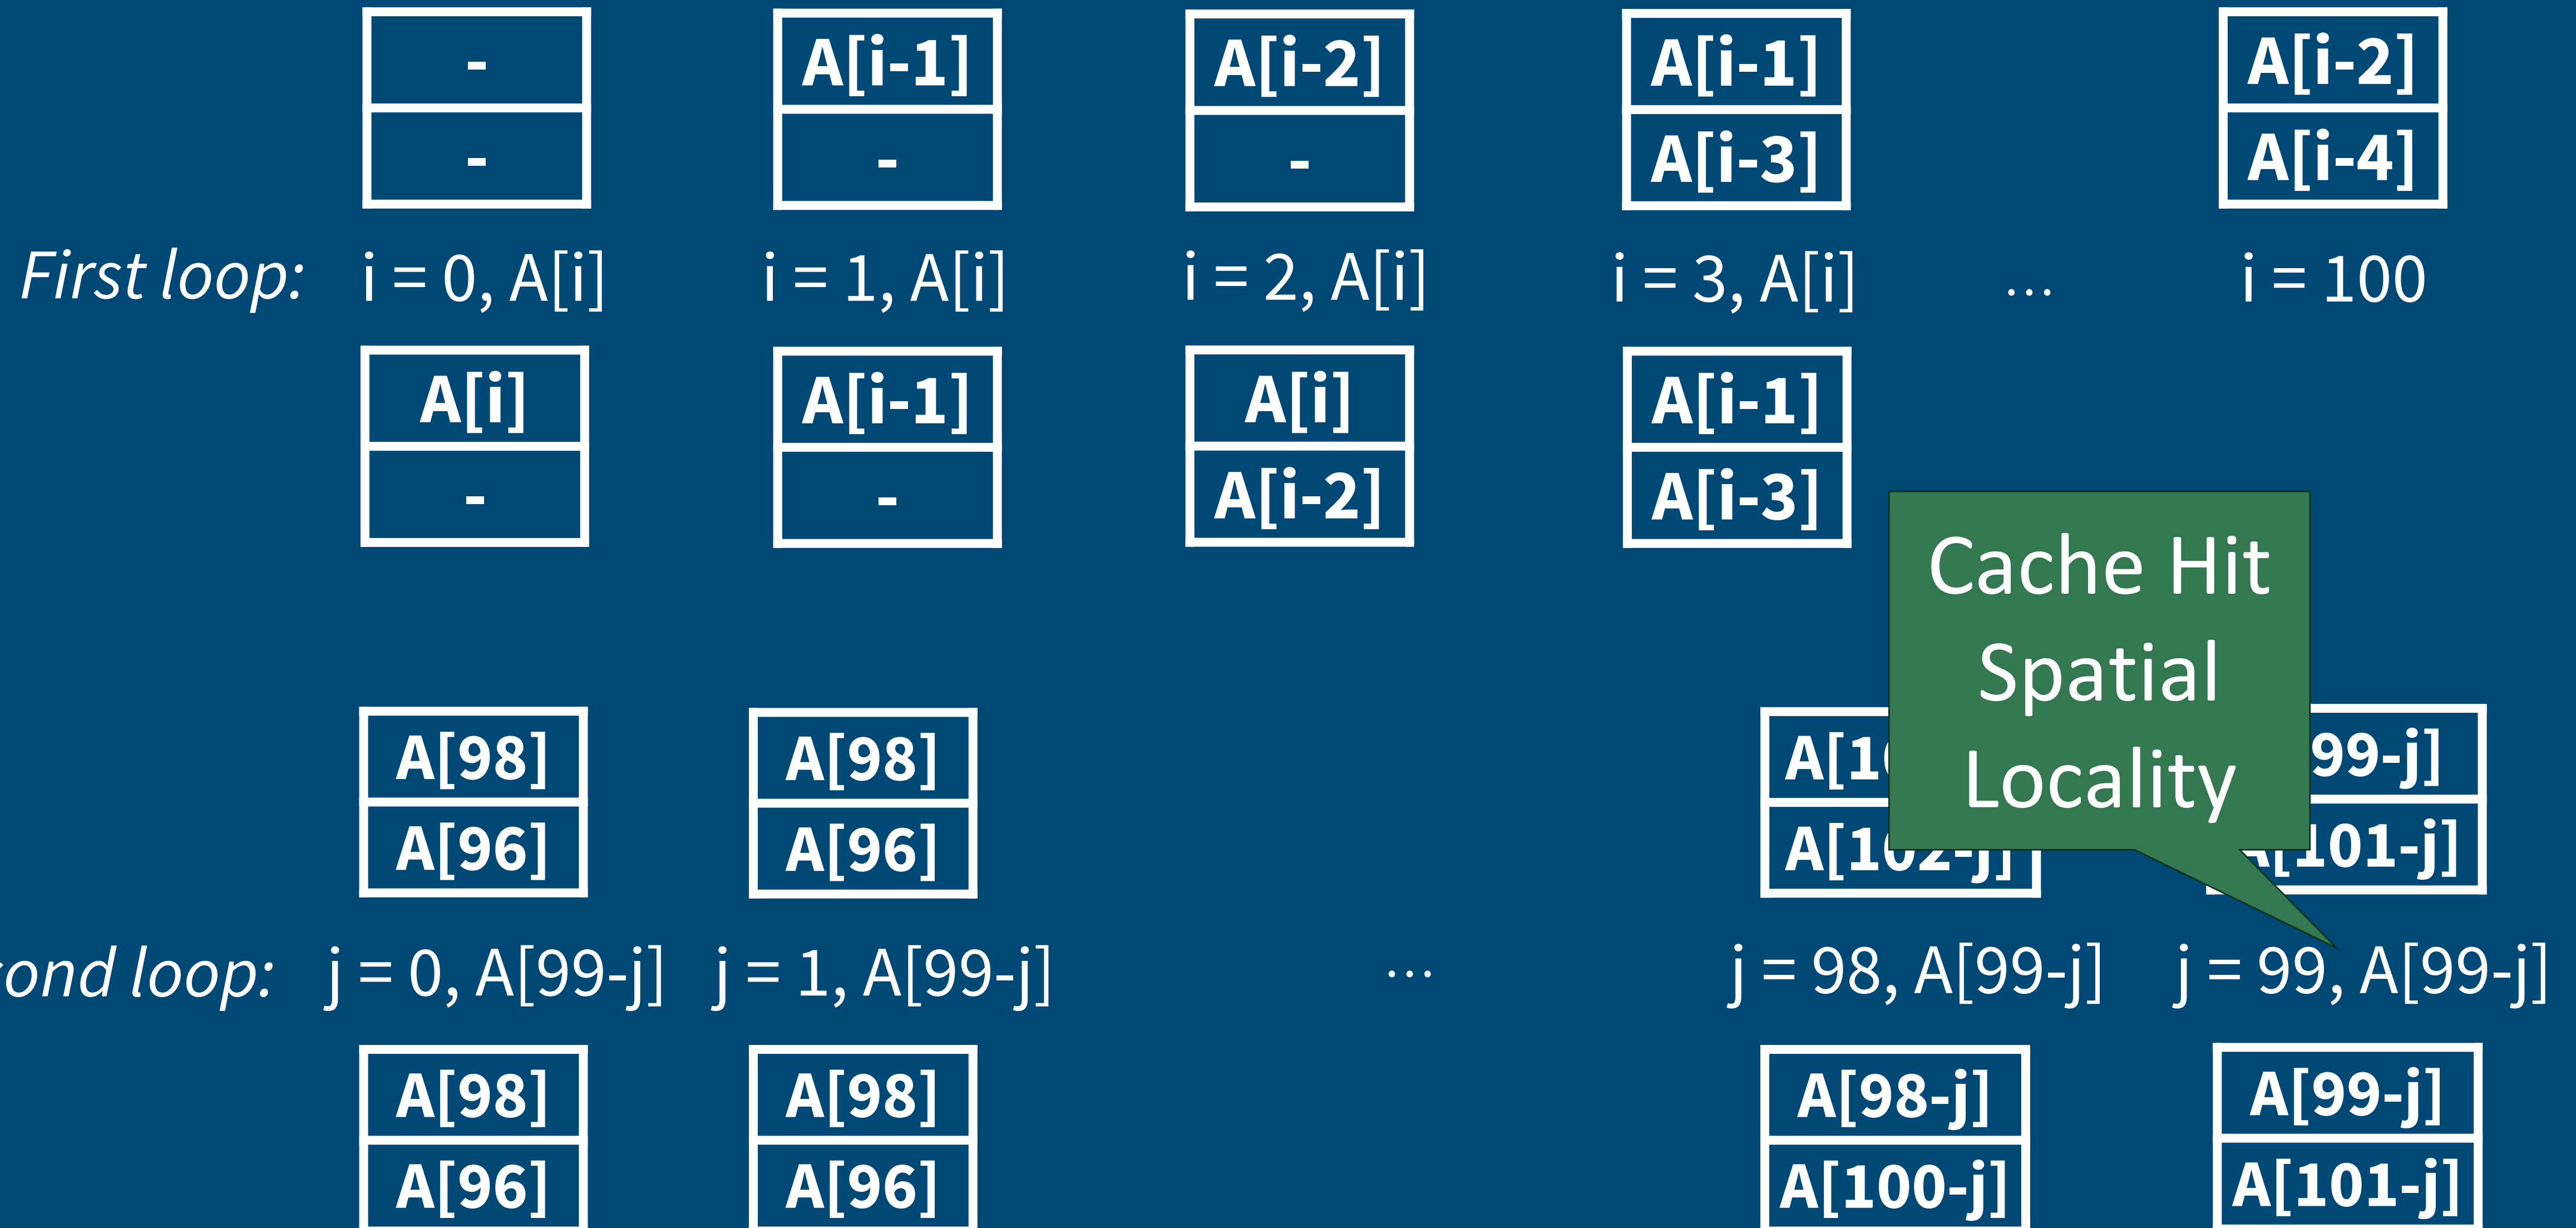 -
A[i-1]
A[i-2]
A[i-1]
A[i-2]
-
-
-
A[i-3]
A[i-4]
First loop:
i = 0, A[i]
i = 1, A[i]
i = 2, A[i]
i = 3, A[i]
...
i = 100
A[i]
A[i-1]
A[i]
A[i-1]
-
-
A[i-2]
A[i-3]
Cache Hit
Spatial
Locality
A[98]
A[98]
99-j]
A[96]
A[96]
A[102-j]
A[101-j]
ond loop:
j = 0, A[99-j]
j = 1, A[99-j]
...
j = 98, A[99-j]
j = 99, A[99-j]
A[98]
A[98]
A[98-j]
A[99-j]
A[96]
A[96]
A[100-j]
A[101-j]